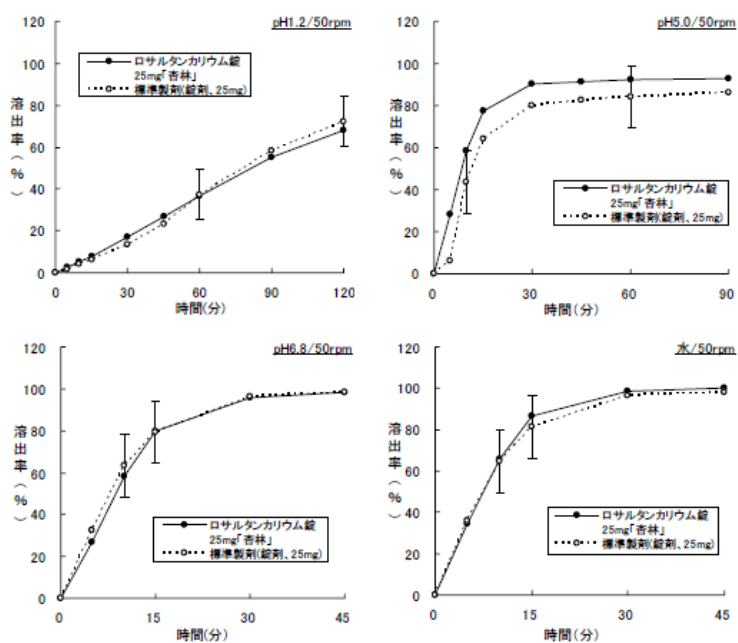 pH1.2/50rpm
120
100
80
60
40
20
0
溶出率(%)
ロサルタンカリウム錠
25mg「杏林」
標準製剤(錠剤、25mg)
0 30 60 90 120
時間(分)
pH5.0/50rpm
120
100
80
60
40
20
0
溶出率(%)
ロサルタンカリウム錠
25mg「杏林」
標準製剤(錠剤、25mg)
0 30 60 90
時間(分)
pH6.8/50rpm
120
100
80
60
40
20
0
溶出率(%)
ロサルタンカリウム錠
25mg「杏林」
標準製剤(錠剤、25mg)
0 15 30 45
時間(分)
水/50rpm
120
100
80
60
40
20
0
溶出率(%)
ロサルタンカリウム錠
25mg「杏林」
標準製剤(錠剤、25mg)
0 15 30 45
時間(分)